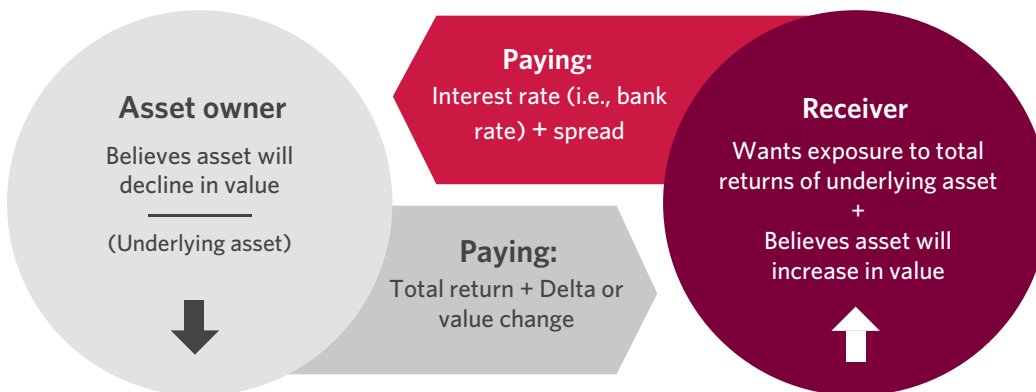 Asset owner
Believes asset will
decline in value
(Underlying asset)
Paying:
Interest rate (i.e., bank
rate) + spread
Paying:
Total return + Delta or
value change
Receiver
Wants exposure to total
returns of underlying asset
+
Believes asset will
increase in value